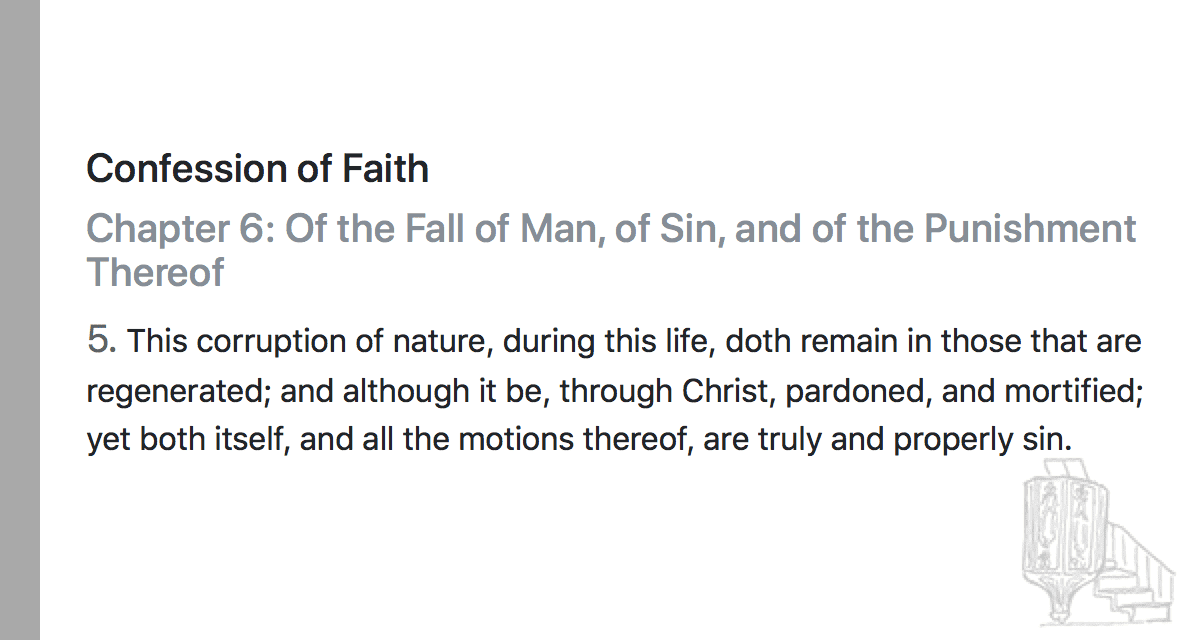 Confession of Faith
Chapter 6: Of the Fall of Man, of Sin, and of the Punishment
Thereof
5. This corruption of nature, during this life, doth remain in those that are
regenerated; and although it be, through Christ, pardoned, and mortified;
yet both itself, and all the motions thereof, are truly and properly sin.